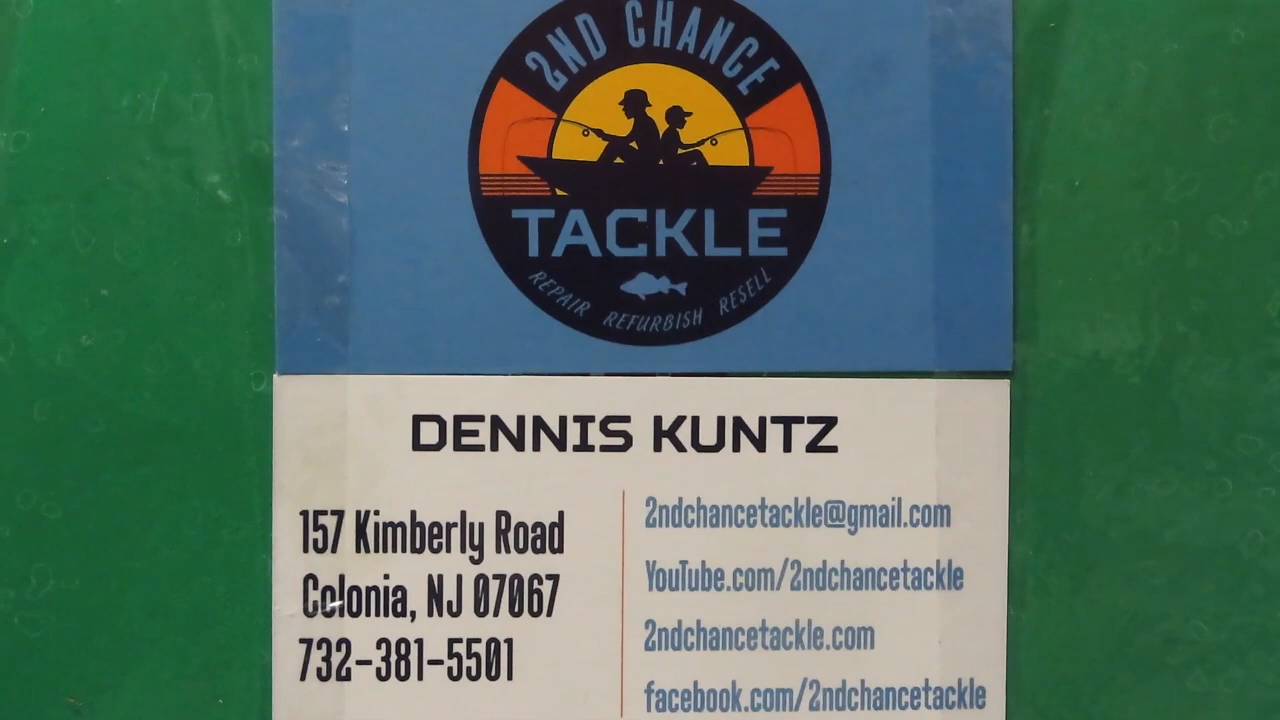 2ND CHANCE
TACKLE
REPAIR REFURBISH RESELL
DENNIS KUNTZ
157 Kimberly Road
Colonia, NJ 07067
732-381-5501
2ndchancetackle@gmail.com
YouTube.com/2ndchancetackle
2ndchancetackle.com
facebook.com/2ndchancetackle